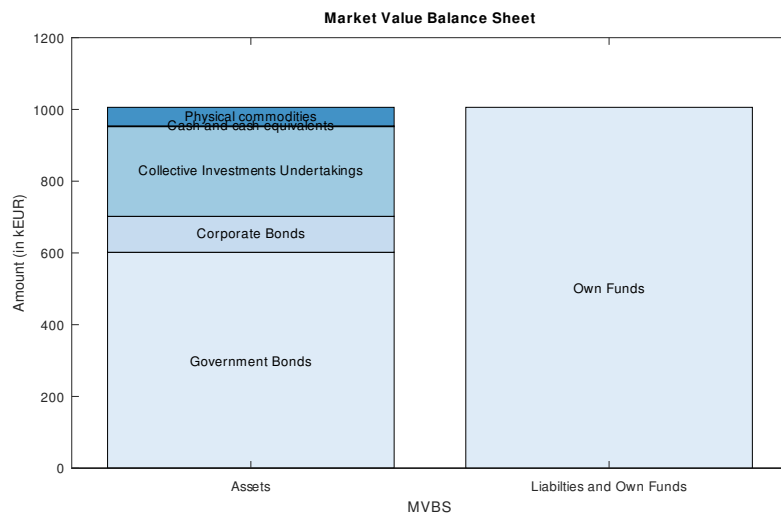 Market Value Balance Sheet
Amount (in kEUR)
1200
1000
800
600
400
200
0
Physical commodities
Cash and cash equivalents
Collective Investments Undertakings
Corporate Bonds
Government Bonds
Own Funds
Assets
Liabilties and Own Funds
MVBS